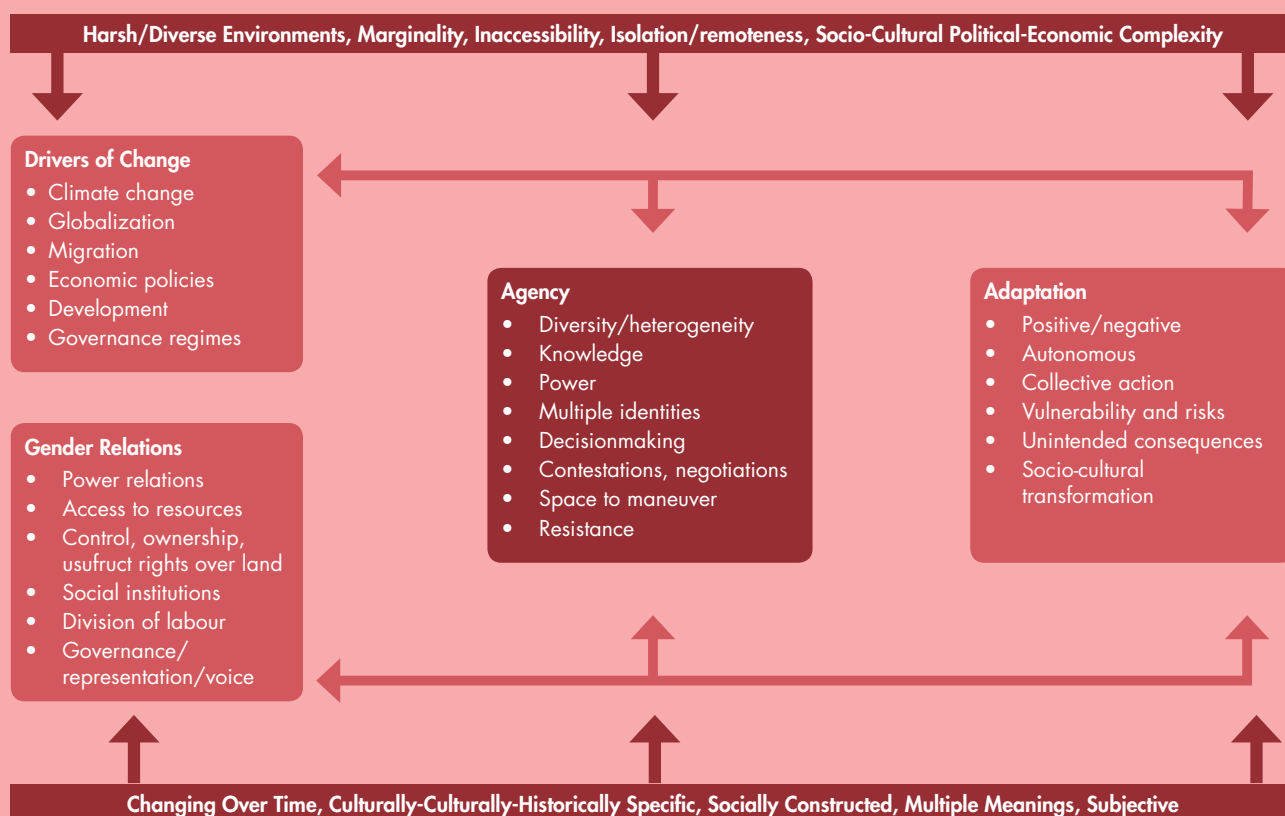 Harsh/Diverse Environments, Marginality, Inaccessibility, Isolation/remoteness, Socio-Cultural Political-Economic Complexity
Drivers of Change
• Climate change
• Globalization
• Migration
• Economic policies
• Development
• Governance regimes
Gender Relations
• Power relations
• Access to resources
• Control, ownership,
usufruct rights over land
• Social institutions
• Division of labour
• Governance/
representation/voice
Agency
• Diversity/heterogeneity
• Knowledge
• Power
• Multiple identities
• Decisionmaking
• Contestations, negotiations
• Space to maneuver
• Resistance
Adaptation
• Positive/negative
• Autonomous
• Collective action
• Vulnerability and risks
• Unintended consequences
• Socio-cultural
transformation
Changing Over Time, Culturally-Culturally-Historically Specific, Socially Constructed, Multiple Meanings, Subjective